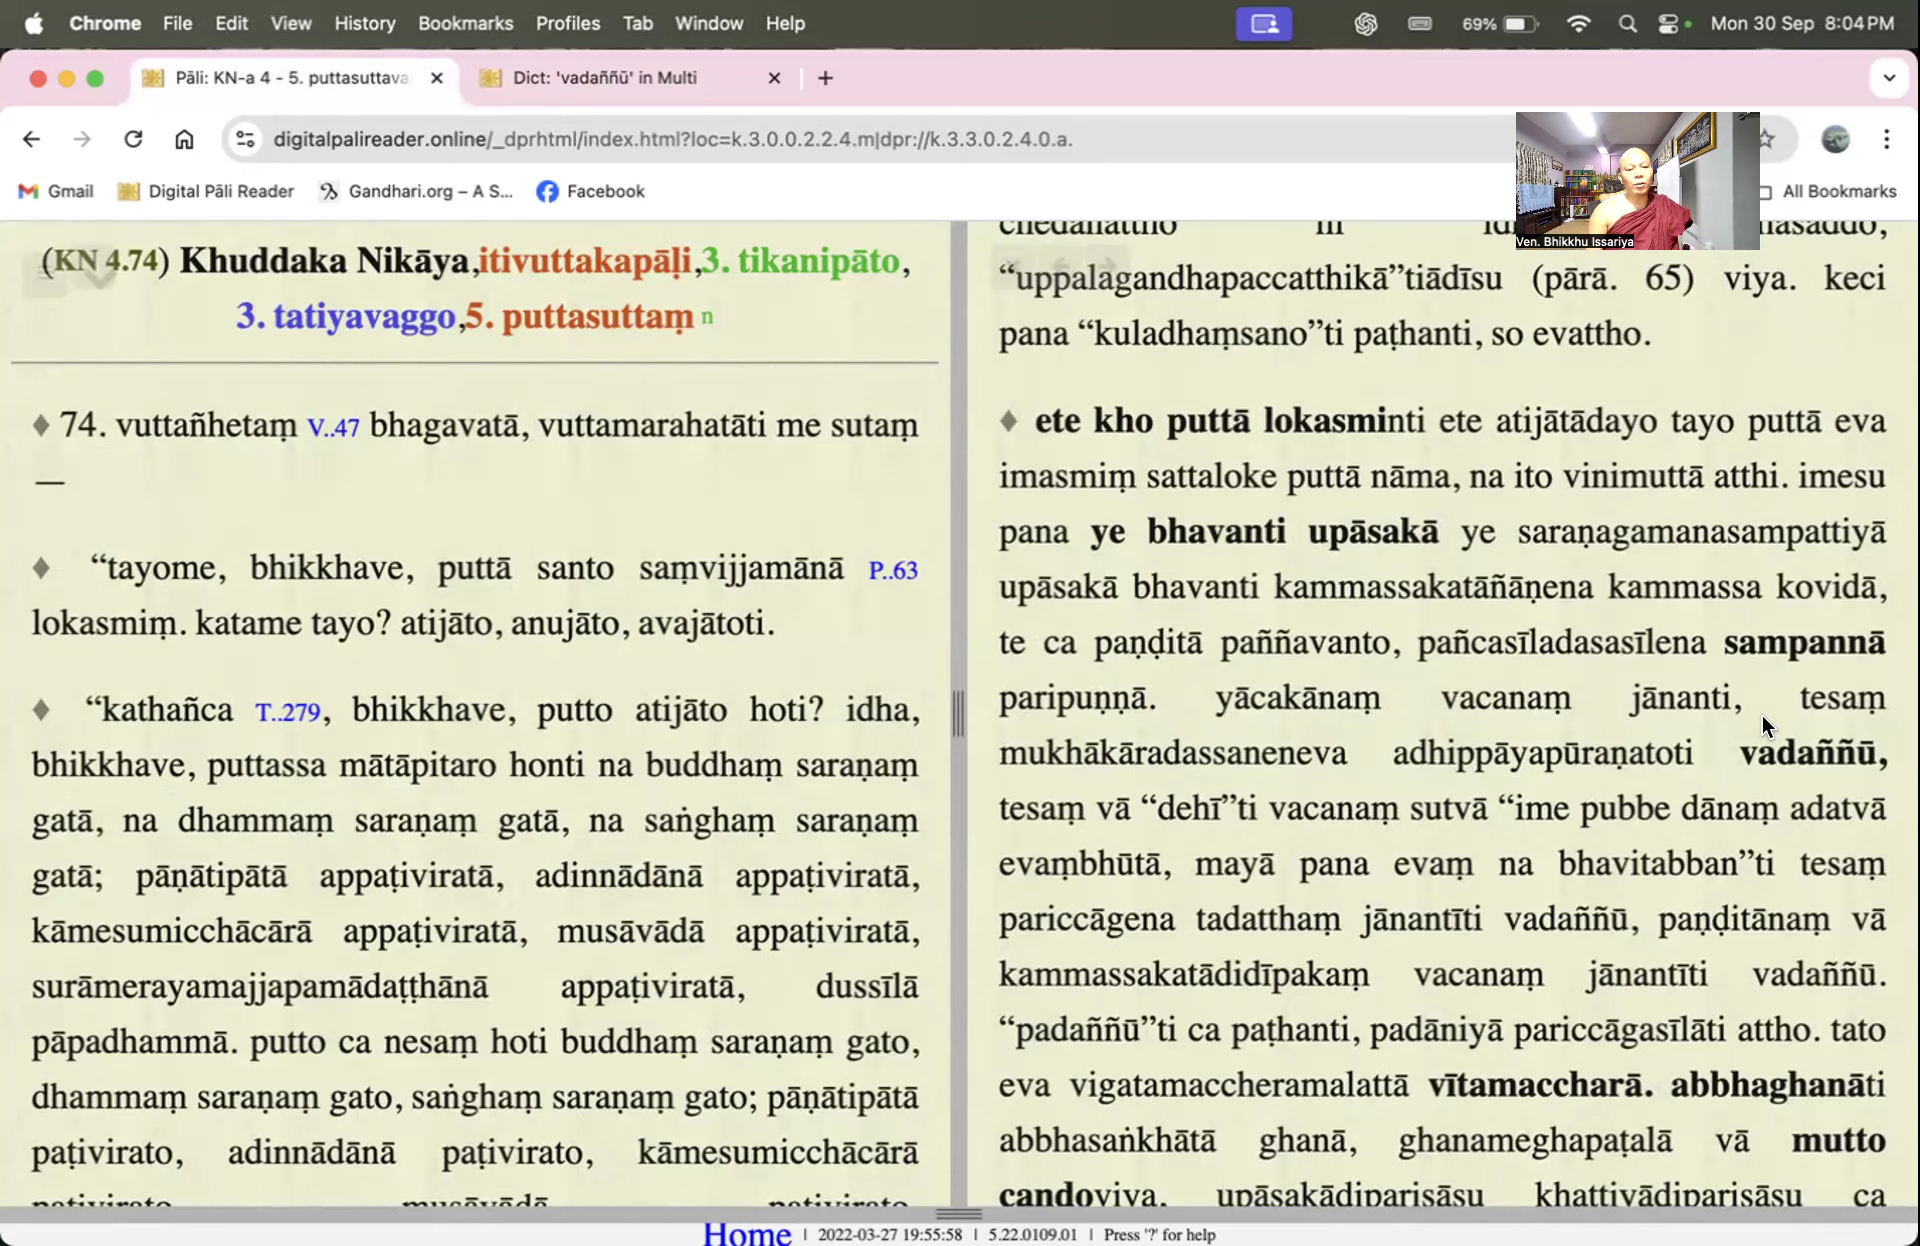 Chrome File Edit View History Bookmarks Profiles Tab Window Help 69% Mon 30 Sep 8:04 PM
Pāli: KN-a 4 - 5. puttasuttava Dict: 'vadaññū' in Multi
digitalpalireader.online/_dprhtml/index.html?loc=k.3.0.0.2.2.4.m|dpr://k.3.3.0.2.4.0.a.
Gmail Digital Pāli Reader Gandhari.org – A S... Facebook All Bookmarks
Ven. Bhikkhu Issariya
(KN 4.74) Khuddaka Nikāya,itivuttakapāḷi,3. tikanipāto,
3. tatiyavaggo,5. puttasuttaṃ n
♦ 74. vuttañhetaṃ V..47 bhagavatā, vuttamarahatāti me sutaṃ
—
♦ “tayome, bhikkhave, puttā santo saṃvijjamānā P..63
lokasmiṃ. katame tayo? atijāto, anujāto, avajātoti.
♦ “kathañca T..279, bhikkhave, putto atijāto hoti? idha,
bhikkhave, puttassa mātāpitaro honti na buddhaṃ saraṇaṃ
gatā, na dhammaṃ saraṇaṃ gatā, na saṅghaṃ saraṇaṃ
gatā; pāṇātipātā appaṭiviratā, adinnādānā appaṭiviratā,
kāmesumicchācārā appaṭiviratā, musāvādā appaṭiviratā,
surāmerayamajjapamādaṭṭhānā appaṭiviratā, dussīlā
pāpadhammā. putto ca nesaṃ hoti buddhaṃ saraṇaṃ gato,
dhammaṃ saraṇaṃ gato, saṅghaṃ saraṇaṃ gato; pāṇātipātā
paṭivirato, adinnādānā paṭivirato, kāmesumicchācārā
paṭivirato musāvādā paṭivirato
“uppalagandhapaccatthikā”tiādīsu (pārā. 65) viya. keci
pana “kuladhaṃsano”ti paṭhanti, so evattho.
♦ ete kho puttā lokasminti ete atijātādayo tayo puttā eva
imasmiṃ sattaloke puttā nāma, na ito vinimuttā atthi. imesu
pana ye bhavanti upāsakā ye saraṇagamanasampattiyā
upāsakā bhavanti kammassakatāñāṇena kammassa kovidā,
te ca paṇḍitā paññavanto, pañcasīladasasīlena sampannā
paripuṇṇā. yācakānaṃ vacanaṃ jānanti, tesaṃ
mukhākāradassaneneva adhippāyapūraṇatoti vadaññū,
tesaṃ vā “dehī”ti vacanaṃ sutvā “ime pubbe dānaṃ adatvā
evaṃbhūtā, mayā pana evaṃ na bhavitabban”ti tesaṃ
pariccāgena tadatthaṃ jānantīti vadaññū, paṇḍitānaṃ vā
kammassakatādidīpakaṃ vacanaṃ jānantīti vadaññū.
“padaññū”ti ca paṭhanti, padāniyā pariccāgasīlāti attho. tato
eva vigatamaccheramalattā vītamaccharā. abbhaghanāti
abbhasaṅkhātā ghanā, ghanameghapaṭalā vā mutto
candoviya, upāsakādiparisāsu khattiyādiparisāsu ca
Home | 2022-03-27 19:55:58 | 5.22.0109.01 | Press '?' for help